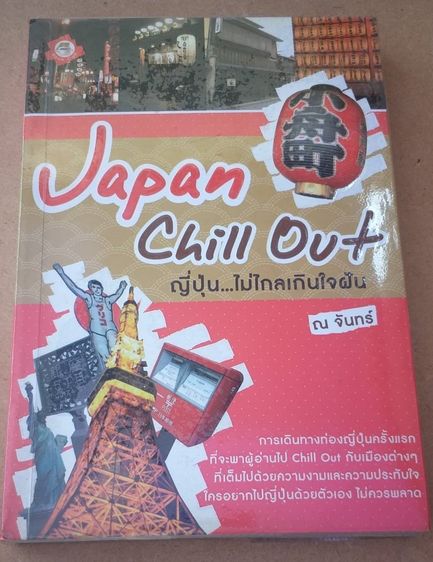 小舟町
Japan
Chill Out
ญี่ปุ่น...ไม่ไกลเกินใจฝัน
ณ จันทร์
การเดินทางท่องญี่ปุ่นครั้งแรก
ที่จะพาผู้อ่านไป Chill Out กับเมืองต่างๆ
ที่เต็มไปด้วยความงามและความประทับใจ
ใครอยากไปญี่ปุ่นด้วยตัวเอง ไม่ควรพลาด